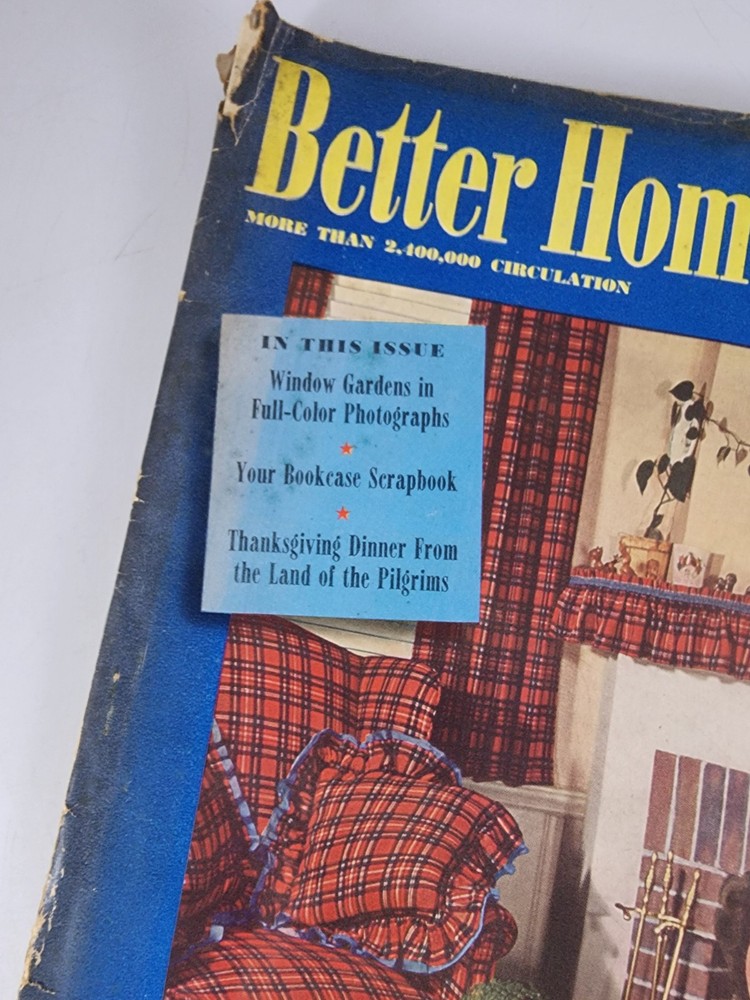 Better Hom
MORE THAN 2,400,000 CIRCULATION
IN THIS ISSUE
Window Gardens in
Full-Color Photographs
Your Bookcase Scrapbook
Thanksgiving Dinner From
the Land of the Pilgrims